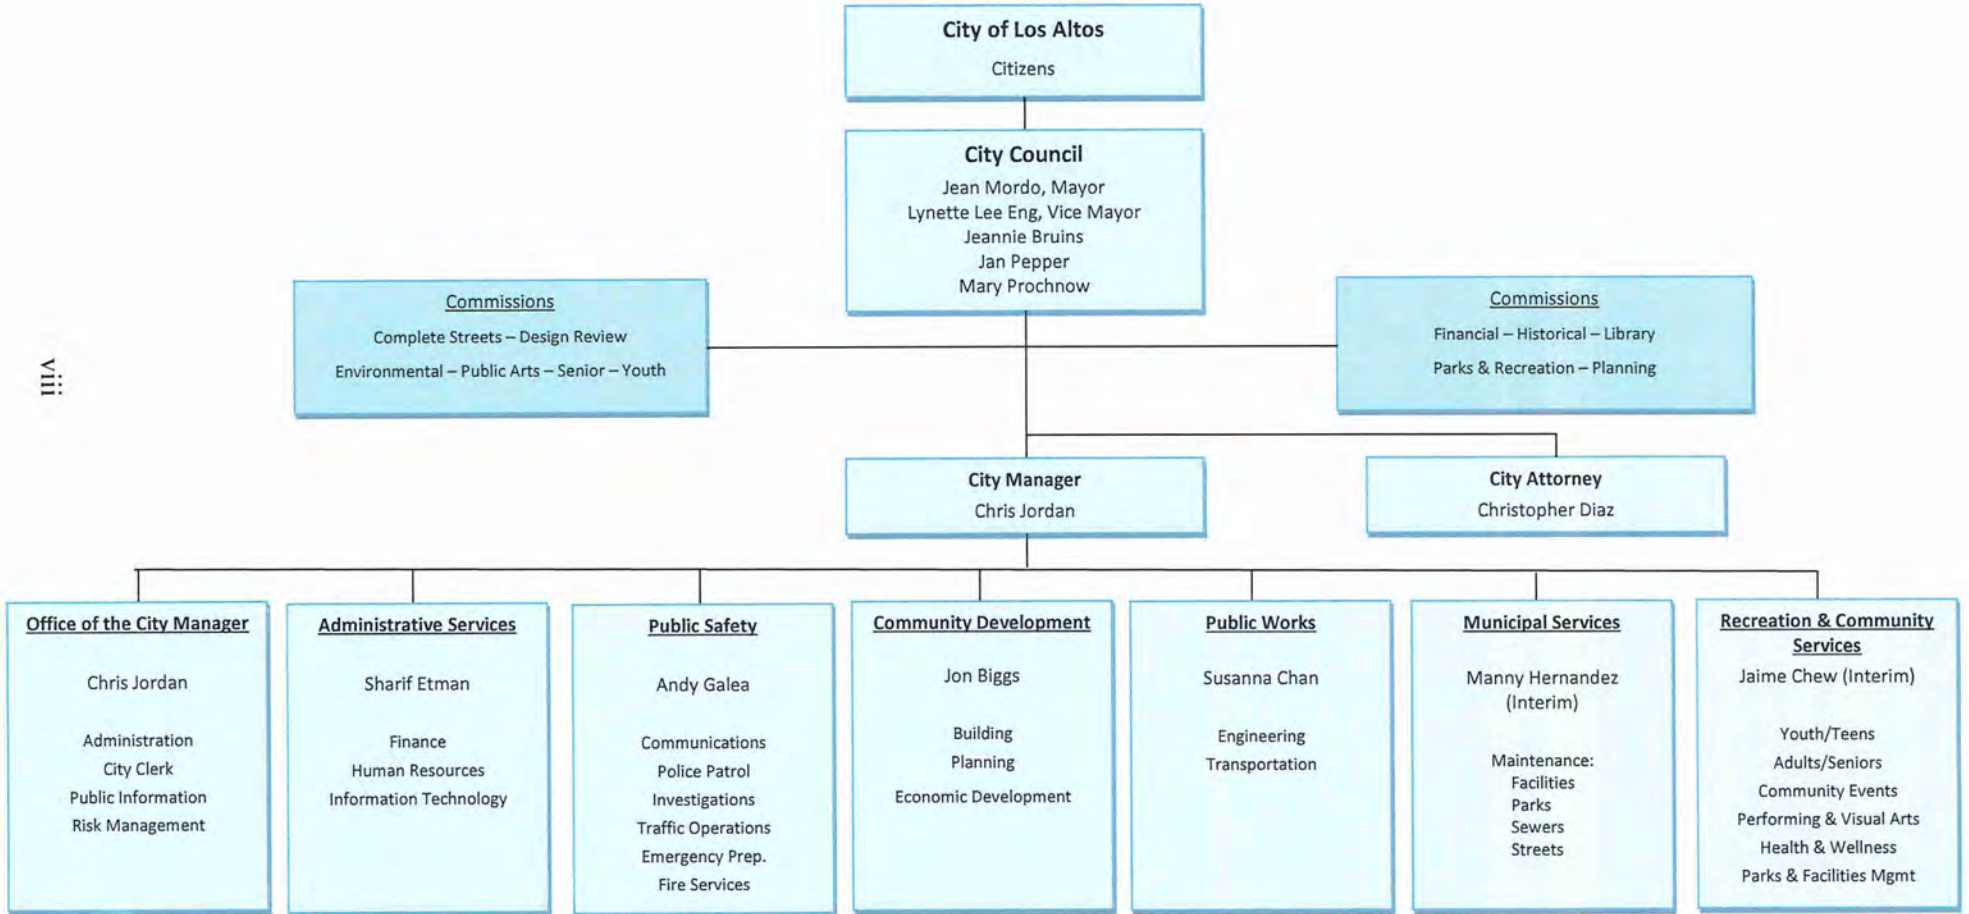 City of Los Altos
Citizens
City Council
Jean Mordo, Mayor
Lynette Lee Eng, Vice Mayor
Jeannie Bruins
Jan Pepper
Mary Prochnow
Commissions
Complete Streets – Design Review
Environmental – Public Arts – Senior – Youth
Commissions
Financial – Historical – Library
Parks & Recreation – Planning
viii
City Manager
Chris Jordan
City Attorney
Christopher Diaz
Office of the City Manager
Chris Jordan
Administration
City Clerk
Public Information
Risk Management
Administrative Services
Sharif Etman
Finance
Human Resources
Information Technology
Public Safety
Andy Galea
Communications
Police Patrol
Investigations
Traffic Operations
Emergency Prep.
Fire Services
Community Development
Jon Biggs
Building
Planning
Economic Development
Public Works
Susanna Chan
Engineering
Transportation
Municipal Services
Manny Hernandez
(Interim)
Maintenance:
Facilities
Parks
Sewers
Streets
Recreation & Community
Services
Jaime Chew (Interim)
Youth/Teens
Adults/Seniors
Community Events
Performing & Visual Arts
Health & Wellness
Parks & Facilities Mgmt